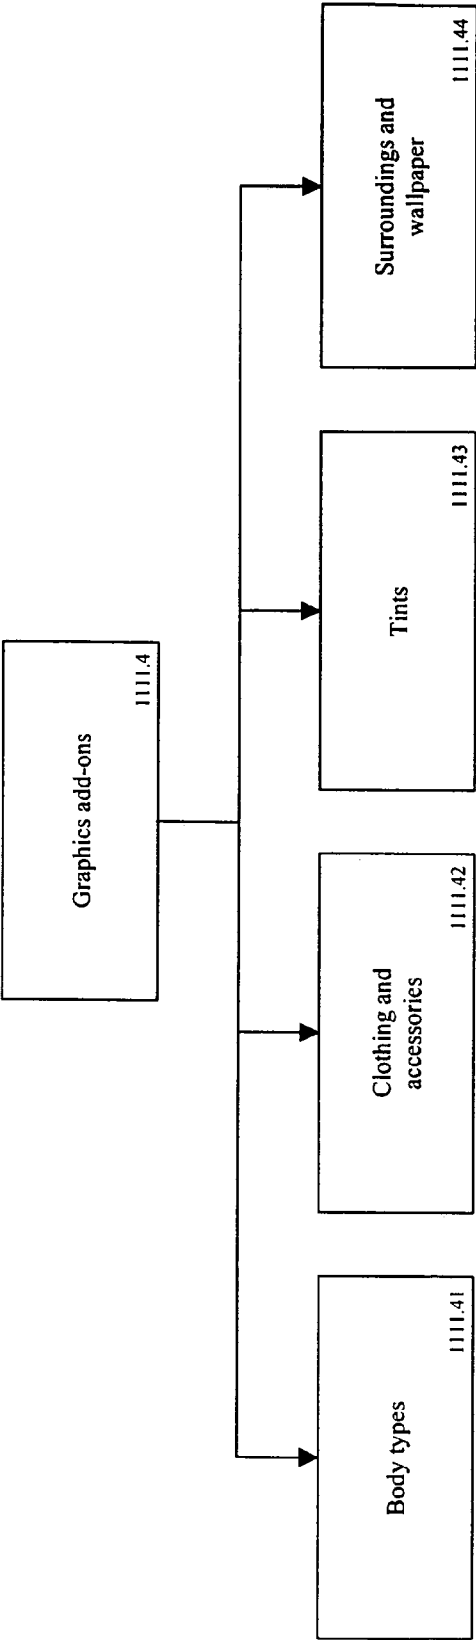 Graphics add-ons
1111.4
Body types
1111.41
Clothing and
accessories
1111.42
Tints
1111.43
Surroundings and
wallpaper
1111.44